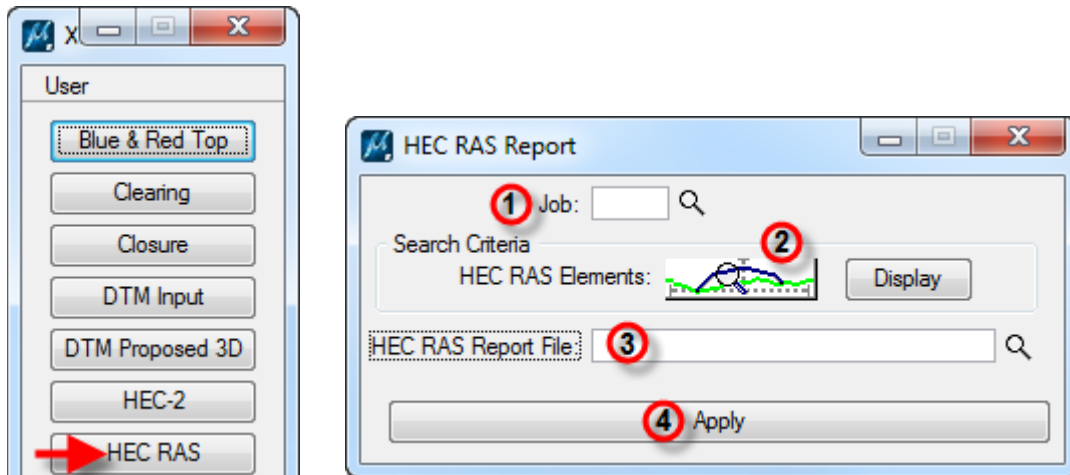 X
User
Blue & Red Top
Clearing
Closure
DTM Input
DTM Proposed 3D
HEC-2
HEC RAS
HEC RAS Report
1 Job:
Search Criteria
2
HEC RAS Elements:
Display
HEC RAS Report File: 3
4 Apply